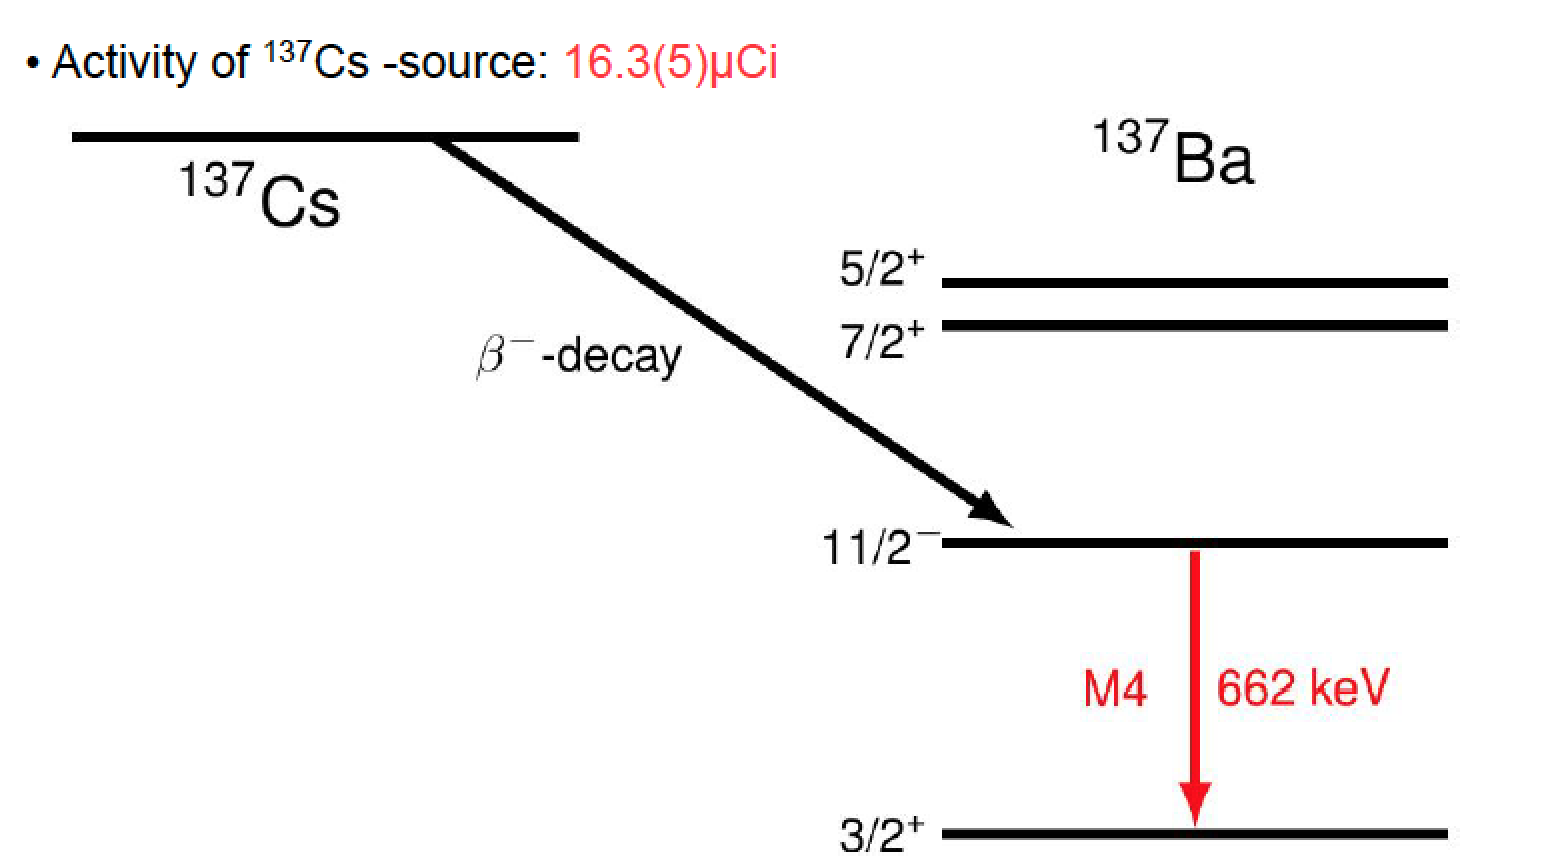 • Activity of ¹³⁷Cs -source: 16.3(5)µCi
¹³⁷Cs
¹³⁷Ba
5/2⁺
7/2⁺
β⁻-decay
11/2⁻
M4 662 keV
3/2⁺